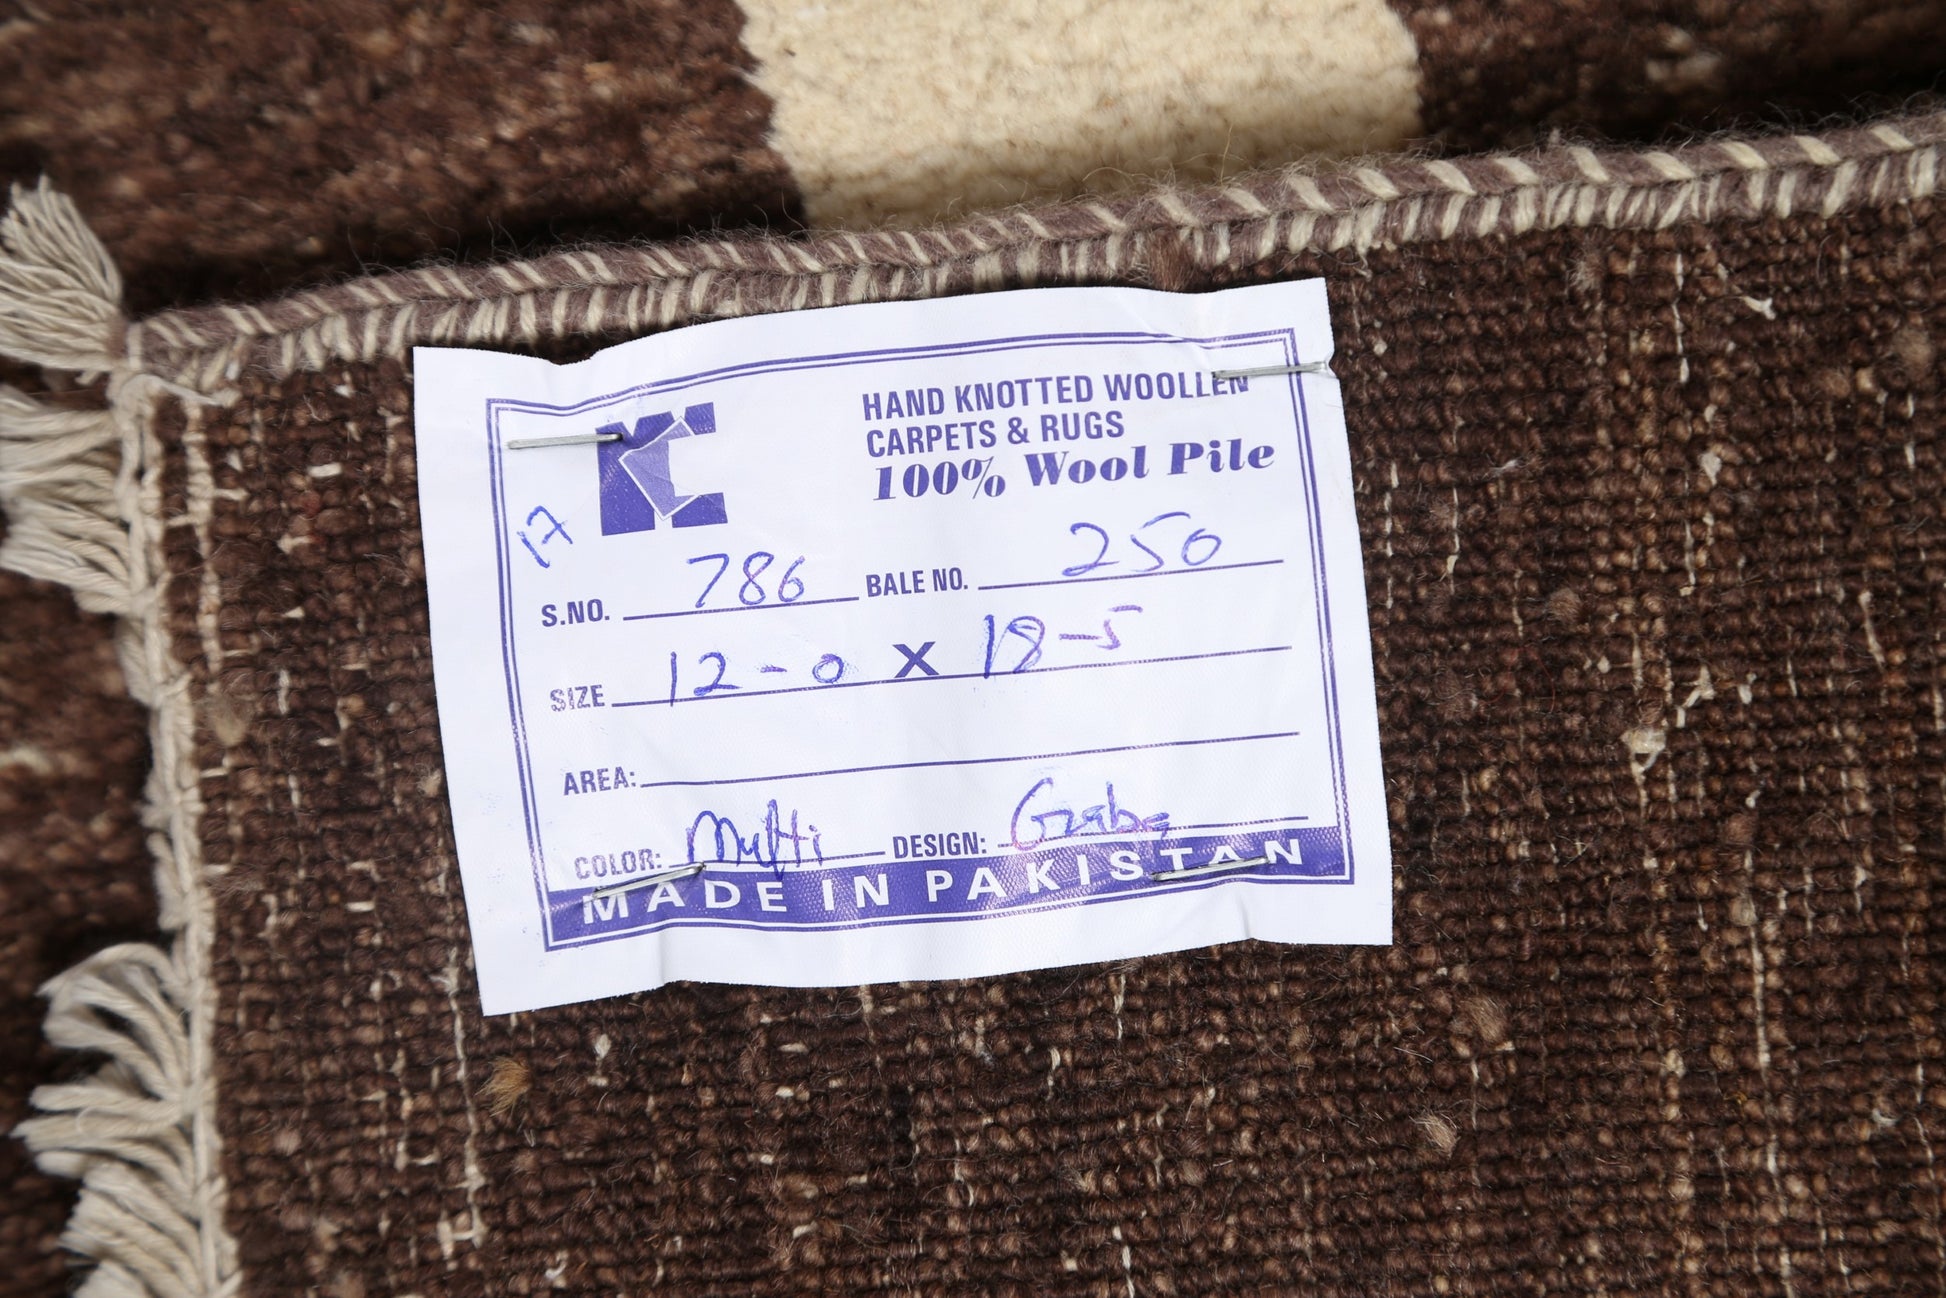 HAND KNOTTED WOOLLEN
CARPETS & RUGS
100% Wool Pile
17
S.NO. 786 BALE NO. 250
SIZE 12-0 X 18-5
AREA:
COLOR: Multi DESIGN: Gabe
MADE IN PAKISTAN